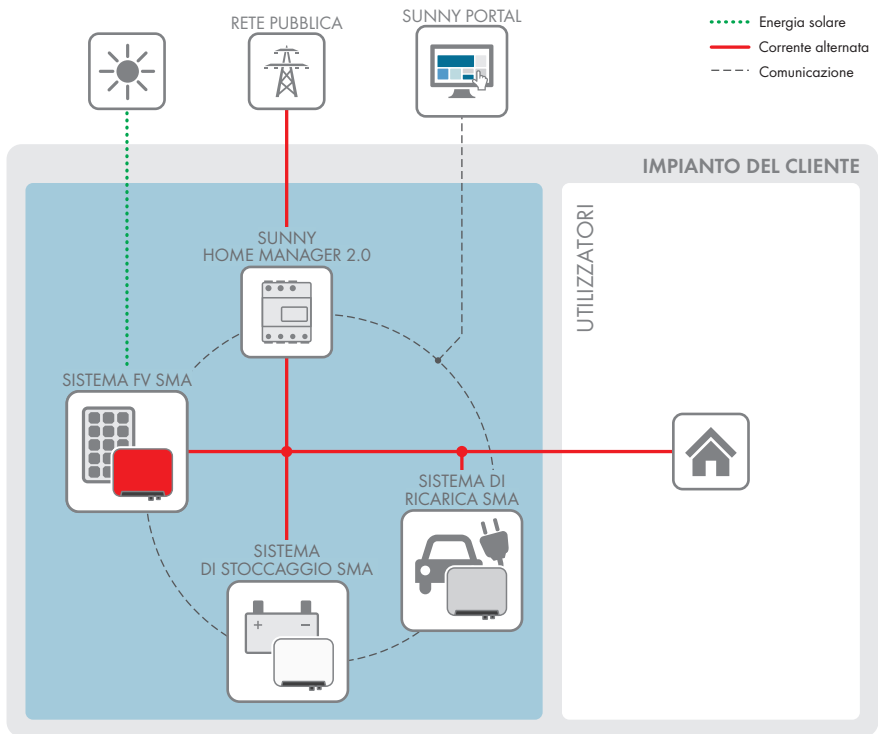 RETE PUBBLICA
SUNNY PORTAL
Energia solare
Corrente alternata
Comunicazione
IMPIANTO DEL CLIENTE
UTILIZZATORI
SUNNY
HOME MANAGER 2.0
SISTEMA FV SMA
SISTEMA DI
RICARICA SMA
SISTEMA
DI STOCCAGGIO SMA
+ −